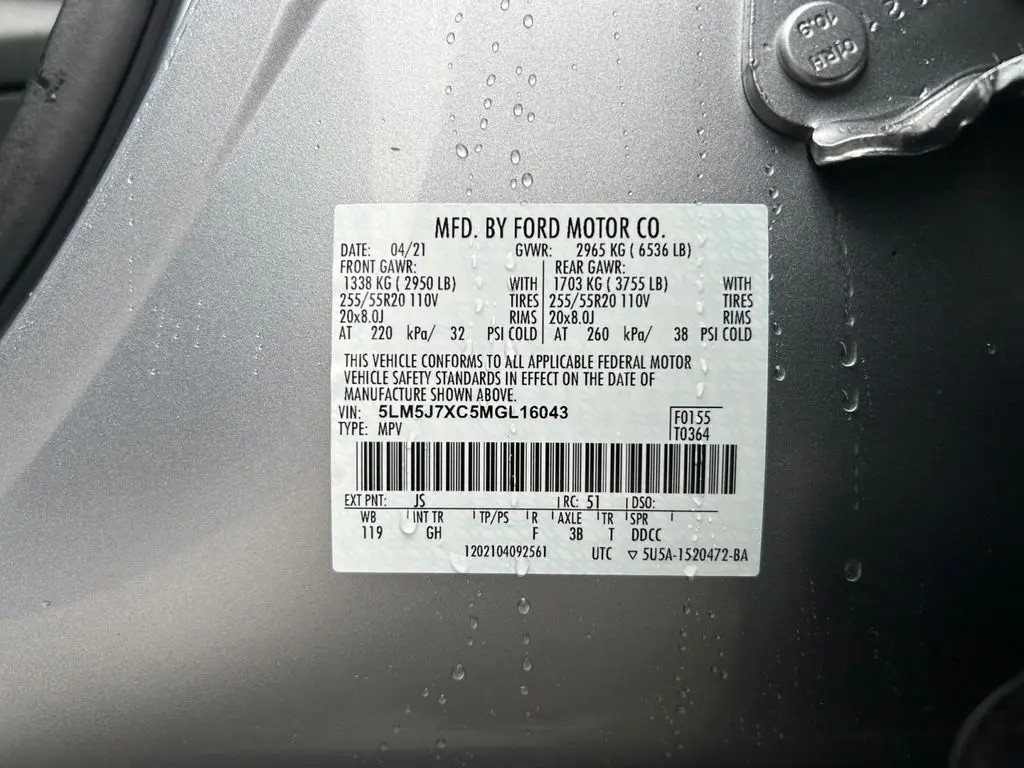 10.9
MFD. BY FORD MOTOR CO.
DATE: 04/21 GVWR: 2965 KG ( 6536 LB)
FRONT GAWR: REAR GAWR:
1338 KG ( 2950 LB) WITH 1703 KG ( 3755 LB) WITH
255/55R20 110V TIRES 255/55R20 110V TIRES
20x8.0J RIMS 20x8.0J RIMS
AT 220 kPa/ 32 PSI COLD AT 260 kPa/ 38 PSI COLD
THIS VEHICLE CONFORMS TO ALL APPLICABLE FEDERAL MOTOR
VEHICLE SAFETY STANDARDS IN EFFECT ON THE DATE OF
MANUFACTURE SHOWN ABOVE.
VIN: 5LM5J7XC5MGL16043 F0155
TYPE: MPV T0364
EXT PNT: JS RC: 51 DSO:
WB INT TR TP/PS R AXLE TR SPR
119 GH F 3B T DDCC
1202104092561 UTC ▽ 5U5A-1520472-BA